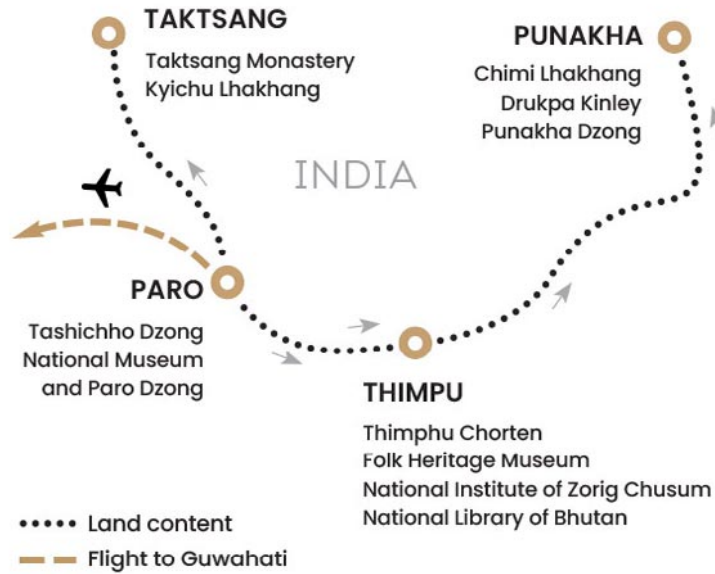 TAKTSANG
Taktsang Monastery
Kyichu Lhakhang
PUNAKHA
Chimi Lhakhang
Drukpa Kinley
Punakha Dzong
INDIA
PARO
Tashichho Dzong
National Museum
and Paro Dzong
THIMPU
Thimphu Chorten
Folk Heritage Museum
National Institute of Zorig Chusum
National Library of Bhutan
Land content
Flight to Guwahati